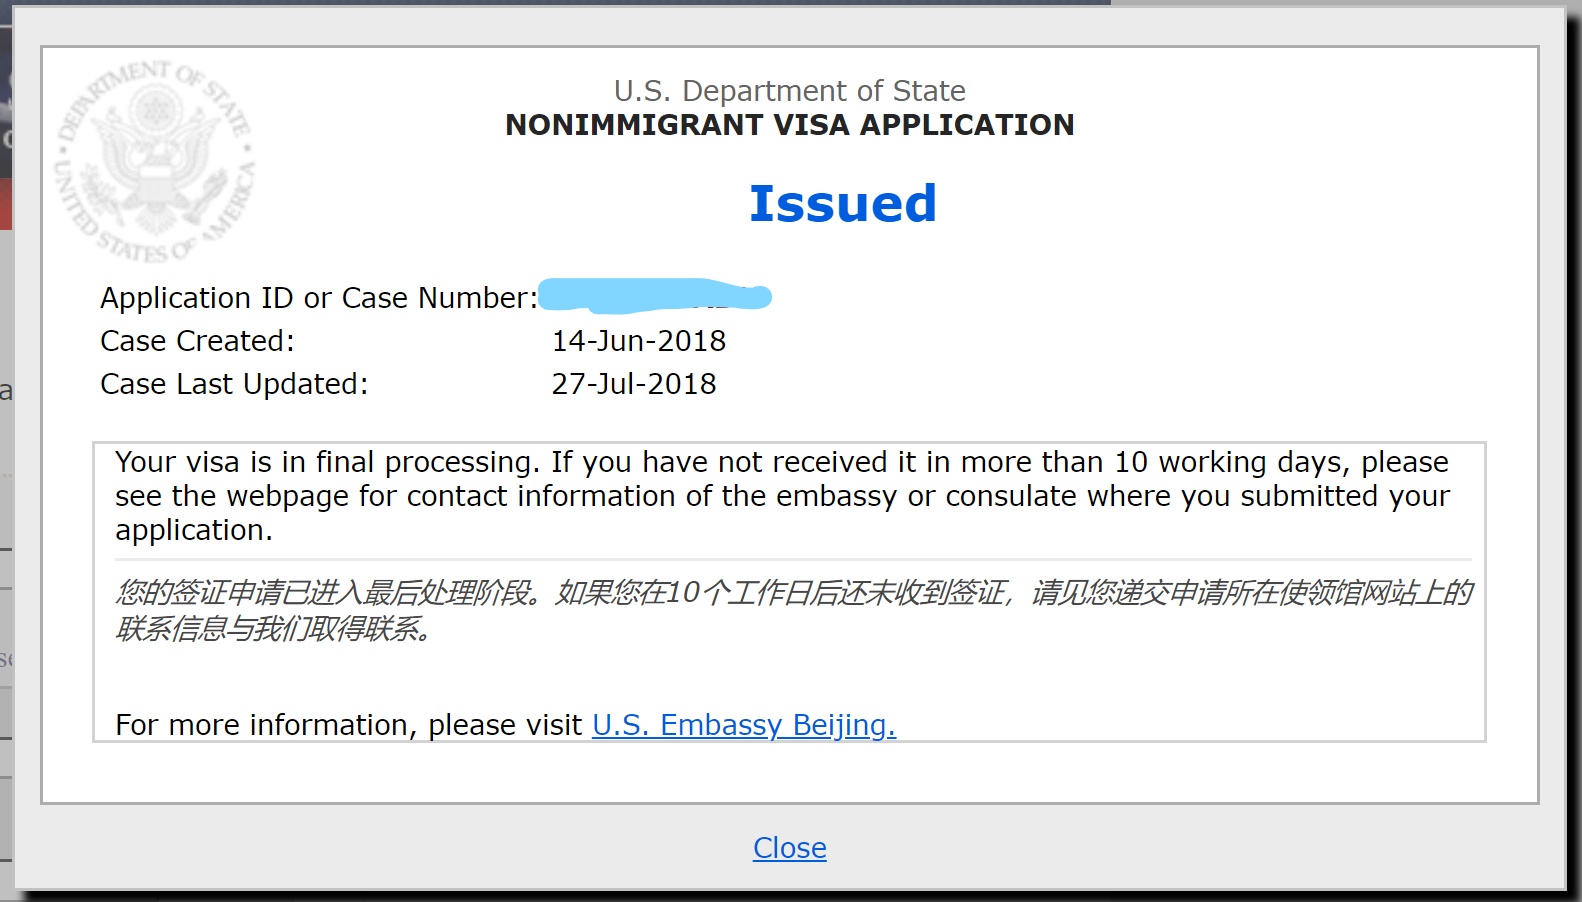 DEPARTMENT OF STATE
UNITED STATES OF AMERICA
U.S. Department of State
NONIMMIGRANT VISA APPLICATION
Issued
Application ID or Case Number:
Case Created: 14-Jun-2018
Case Last Updated: 27-Jul-2018
Your visa is in final processing. If you have not received it in more than 10 working days, please
see the webpage for contact information of the embassy or consulate where you submitted your
application.
您的签证申请已进入最后处理阶段。如果您在10个工作日后还未收到签证，请见您递交申请所在使领馆网站上的
联系信息与我们取得联系。
For more information, please visit U.S. Embassy Beijing.
Close